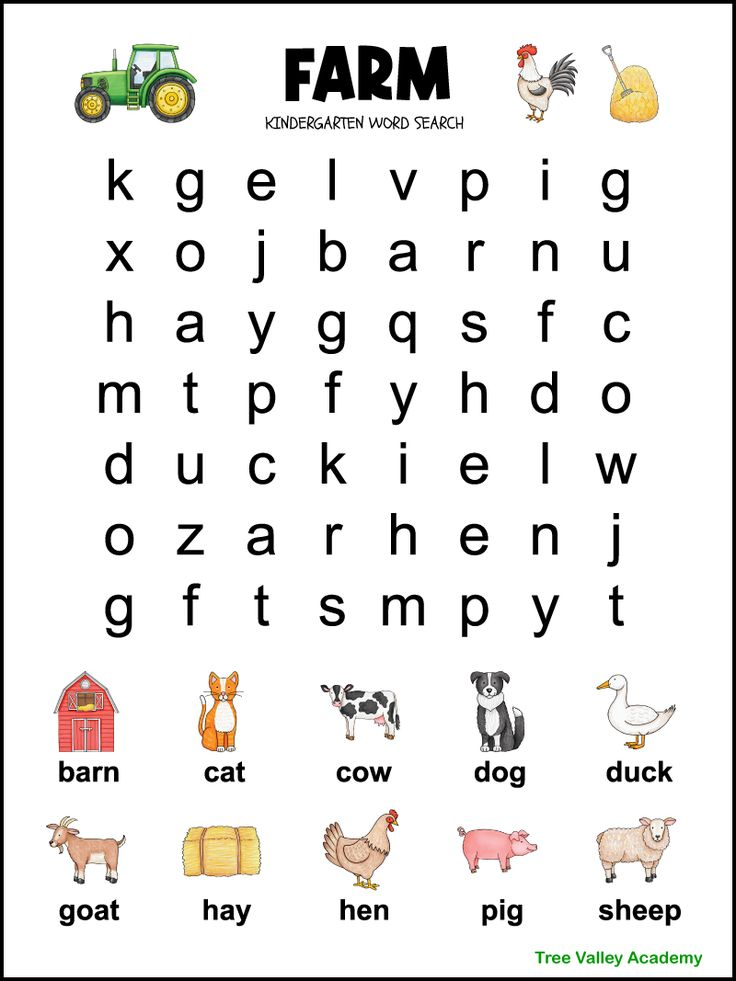 FARM
KINDERGARTEN WORD SEARCH
k g e l v p i g
x o j b a r n u
h a y g q s f c
m t p f y h d o
d u c k i e l w
o z a r h e n j
g f t s m p y t
barn cat cow dog duck
goat hay hen pig sheep
Tree Valley Academy